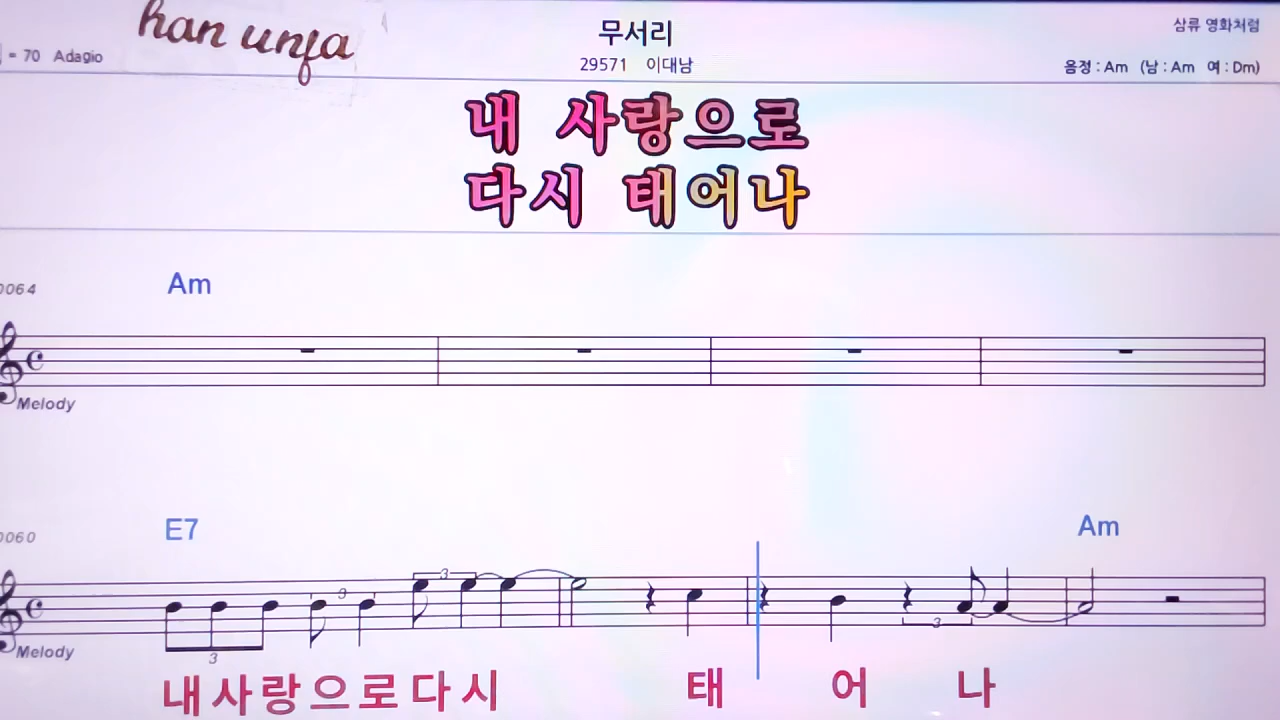 han unja
= 70 Adagio
무서리
29571 이대남
삼류 영화처럼
음정 : Am (남 : Am 여 : Dm)
내 사랑으로
다시 태어나
0064
Am
Melody
0060
E7
Am
3
3
3
3
Melody
내사랑으로다시 태 어 나